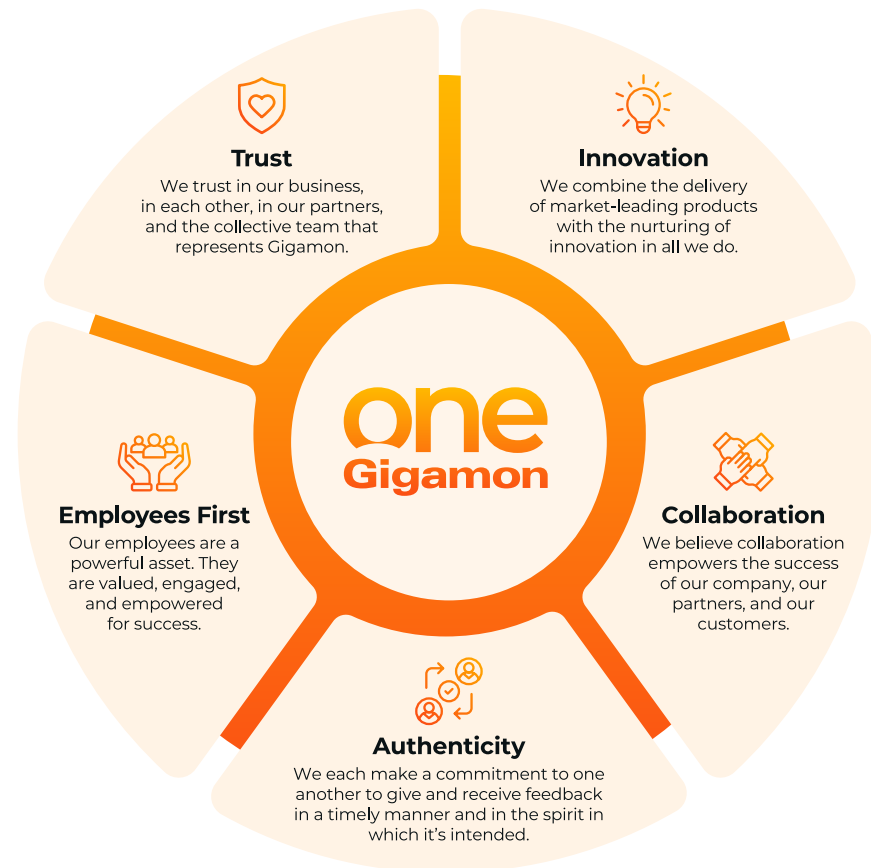 Trust
We trust in our business,
in each other, in our partners,
and the collective team that
represents Gigamon.
Innovation
We combine the delivery
of market-leading products
with the nurturing of
innovation in all we do.
one
Gigamon
Employees First
Our employees are a
powerful asset. They
are valued, engaged,
and empowered
for success.
Collaboration
We believe collaboration
empowers the success
of our company, our
partners, and our
customers.
Authenticity
We each make a commitment to one
another to give and receive feedback
in a timely manner and in the spirit in
which it's intended.